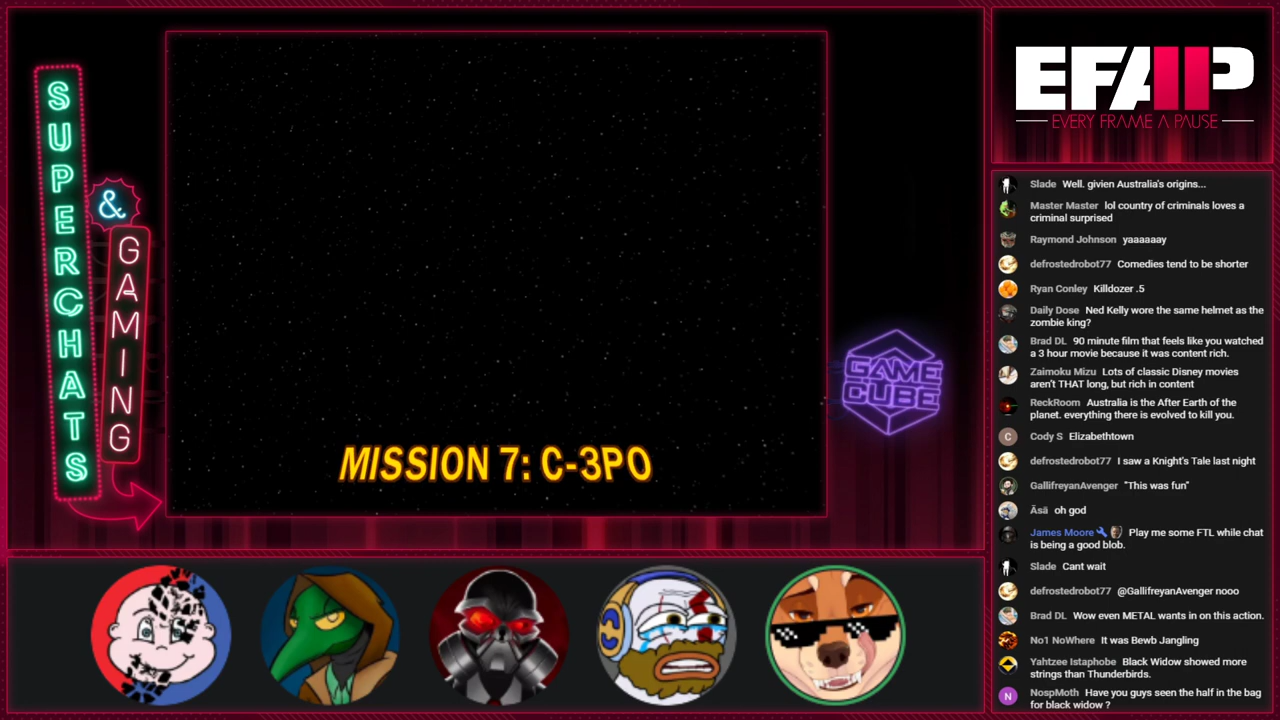 SUPERCHATS
&
GAMING
MISSION 7: C-3PO
GAME
CUBE
EFAP
EVERY FRAME A PAUSE
Slade Well. givien Australia's origins...
Master Master lol country of criminals loves a
criminal surprised
Raymond Johnson yaaaaaay
defrostedrobot77 Comedies tend to be shorter
Ryan Conley Killdozer .5
Daily Dose Ned Kelly wore the same helmet as the
zombie king?
Brad DL 90 minute film that feels like you watched
a 3 hour movie because it was content rich.
Zaimoku Mizu Lots of classic Disney movies
aren't THAT long, but rich in content
ReckRoom Australia is the After Earth of the
planet. everything there is evolved to kill you.
C
Cody S Elizabethtown
defrostedrobot77 I saw a Knight's Tale last night
GallifreyanAvenger "This was fun"
Äsä oh god
James Moore Play me some FTL while chat
is being a good blob.
Slade Cant wait
defrostedrobot77 @GallifreyanAvenger nooo
Brad DL Wow even METAL wants in on this action.
No1 NoWhere It was Bewb Jangling
Yahtzee Istaphobe Black Widow showed more
strings than Thunderbirds.
N
NospMoth Have you guys seen the half in the bag
for black widow ?